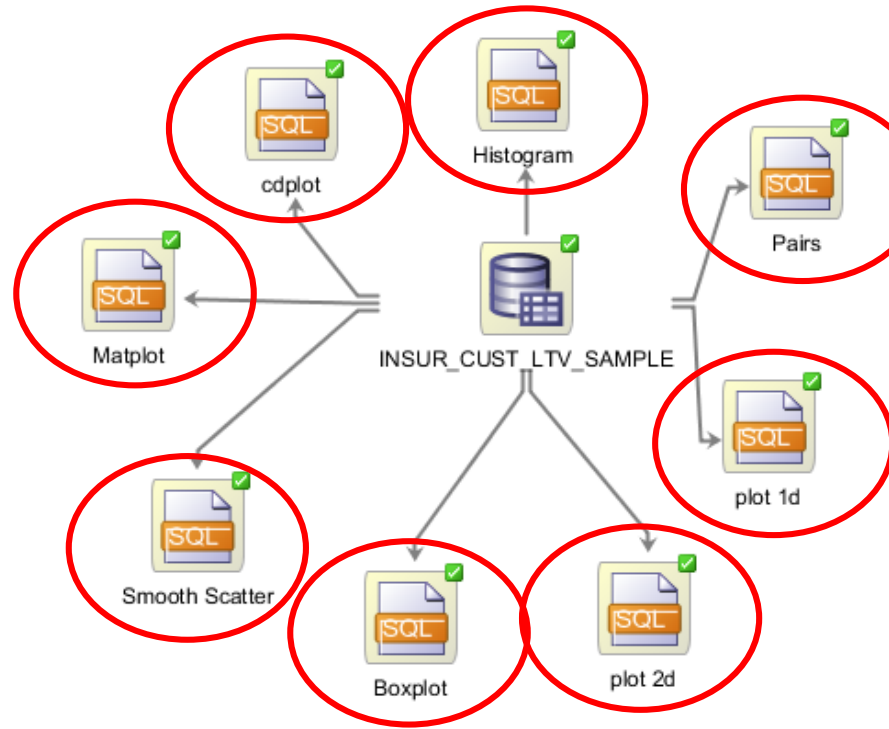 SQL
Histogram
SQL
cdplot
SQL
Pairs
SQL
Matplot
INSUR_CUST_LTV_SAMPLE
SQL
plot 1d
SQL
Smooth Scatter
SQL
Boxplot
SQL
plot 2d